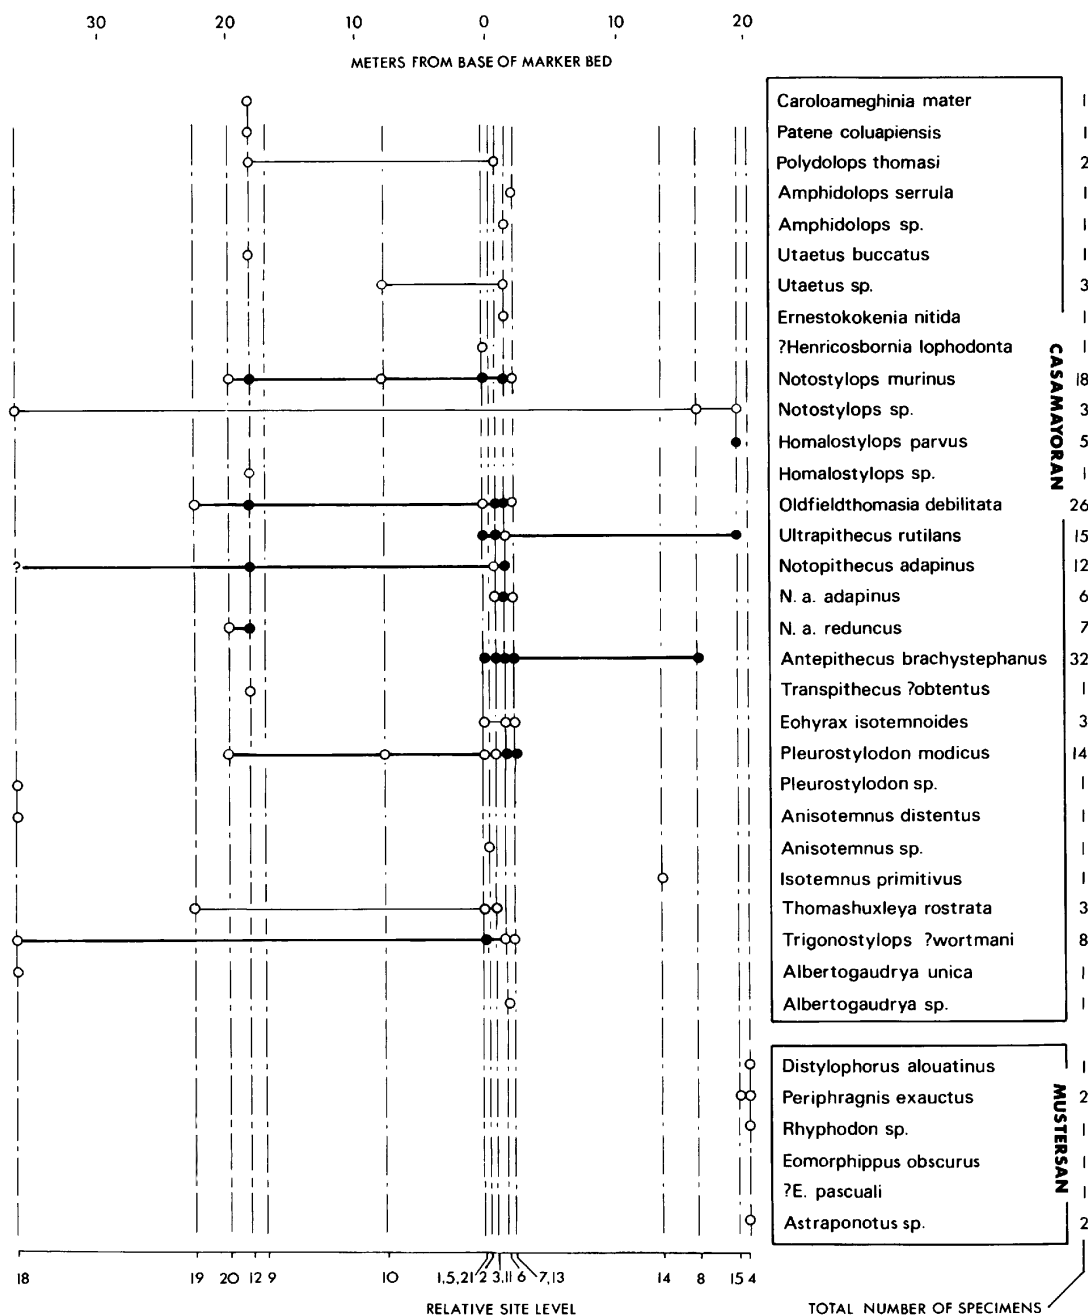 30 20 10 0 10 20
METERS FROM BASE OF MARKER BED
Caroloameghinia mater 1
Patene coluapiensis 1
Polydolops thomasi 2
Amphidolops serrula 1
Amphidolops sp. 1
Utaetus buccatus 1
Utaetus sp. 3
Ernestokokenia nitida 1
?Henricosbornia lophodonta 1
Notostylops murinus 18
Notostylops sp. 3
Homalostylops parvus 5
Homalostylops sp. 1
Oldfieldthomasia debilitata 26
Ultrapithecus rutilans 15
? Notopithecus adapinus 12
N. a. adapinus 6
N. a. reduncus 7
Antepithecus brachystephanus 32
Transpithecus ?obtentus 1
Eohyrax isotemnoides 3
Pleurostylodon modicus 14
Pleurostylodon sp. 1
Anisotemnus distentus 1
Anisotemnus sp. 1
Isotemnus primitivus 1
Thomashuxleya rostrata 3
Trigonostylops ?wortmani 8
Albertogaudrya unica 1
Albertogaudrya sp. 1
CASAMAYORAN
Distylophorus alouatinus 1
Periphragnis exauctus 2
Rhyphodon sp. 1
Eomorphippus obscurus 1
?E. pascuali 1
Astraponotus sp. 2
MUSTERSAN
18 19 20 12 9 10 1,5,21 2 3,11 6 7,13 14 8 15 4
RELATIVE SITE LEVEL
TOTAL NUMBER OF SPECIMENS